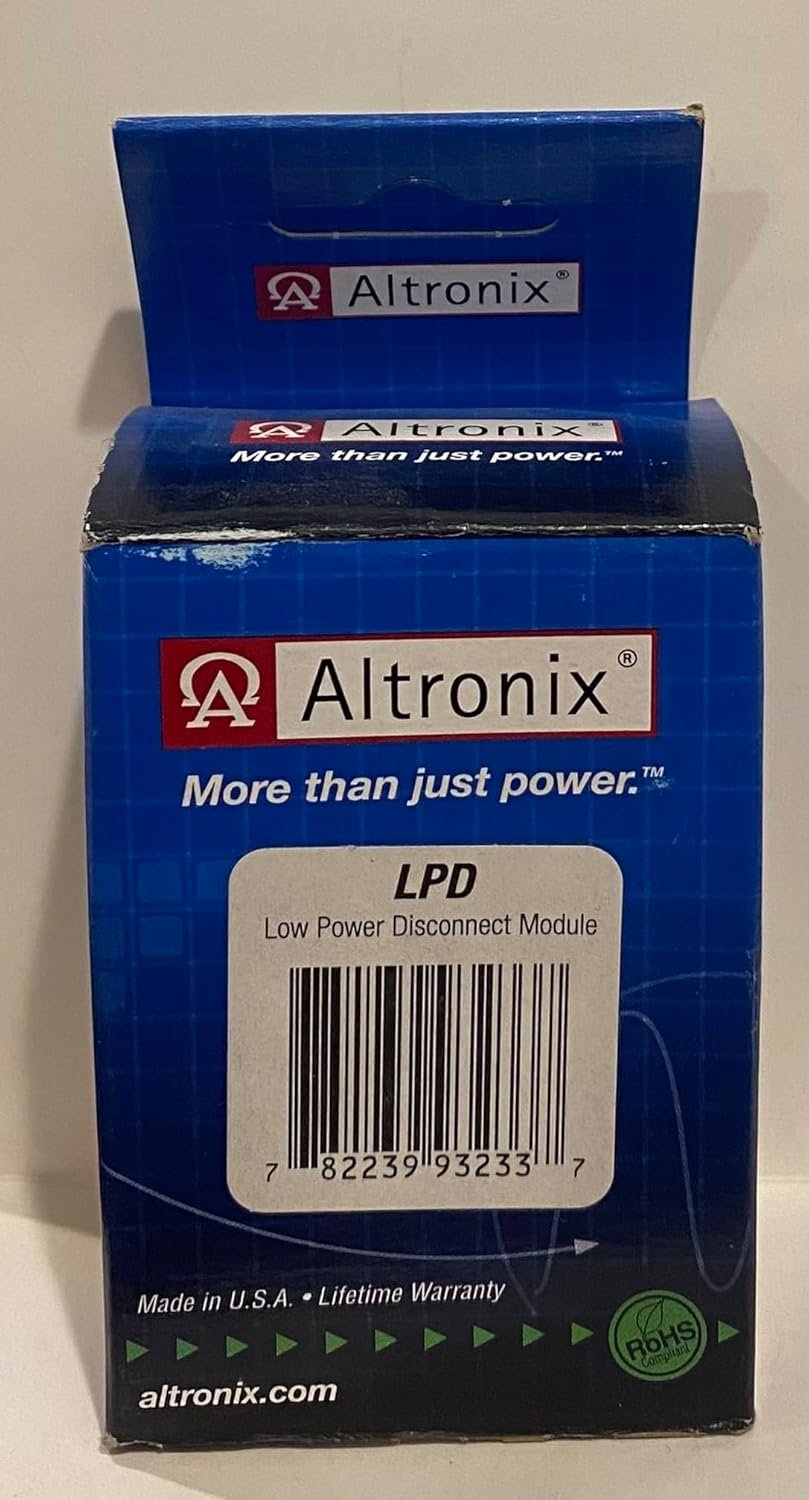 Altronix®
Altronix®
More than just power.™
Altronix®
More than just power.™
LPD
Low Power Disconnect Module
7 82239 93233 7
Made in U.S.A. • Lifetime Warranty
RoHS
Compliant
altronix.com